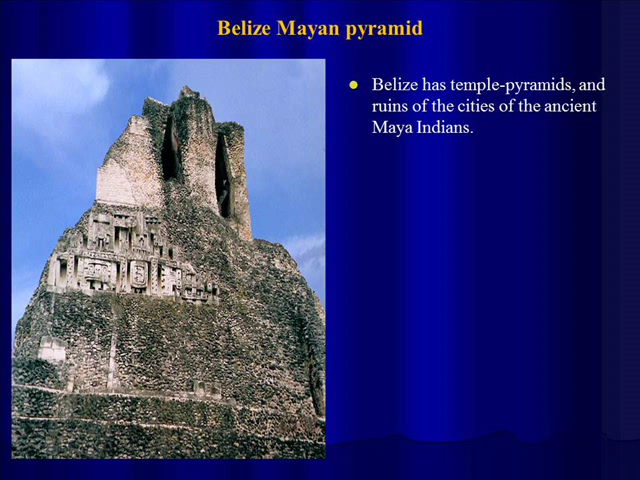 Belize Mayan pyramid
Belize has temple-pyramids, and
ruins of the cities of the ancient
Maya Indians.